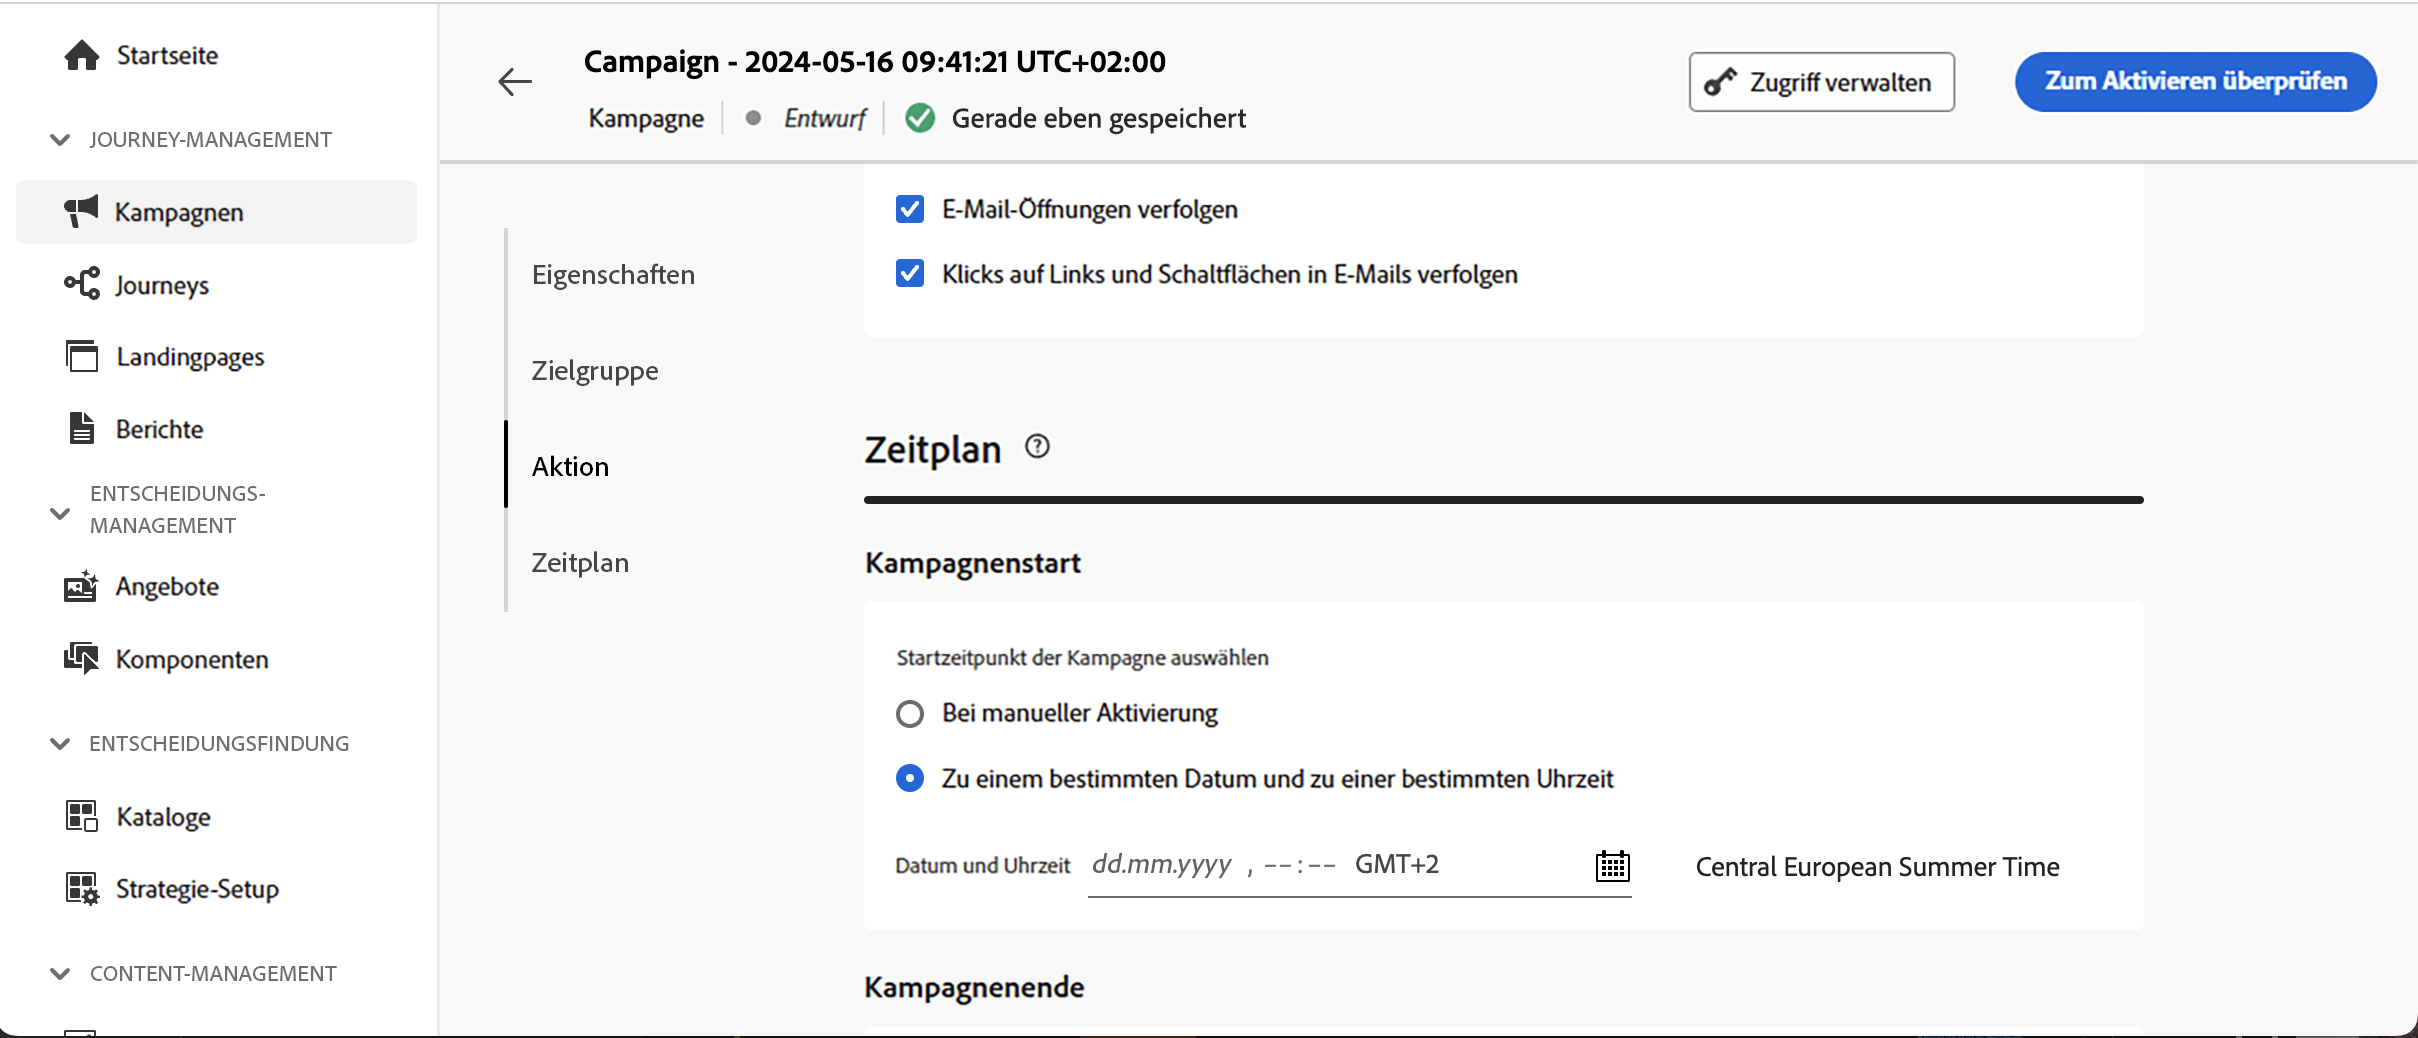 Startseite
JOURNEY-MANAGEMENT
Kampagnen
Journeys
Landingpages
Berichte
ENTSCHEIDUNGS-
MANAGEMENT
Angebote
Komponenten
ENTSCHEIDUNGSFINDUNG
Kataloge
Strategie-Setup
CONTENT-MANAGEMENT
Campaign - 2024-05-16 09:41:21 UTC+02:00
Kampagne Entwurf Gerade eben gespeichert
Zugriff verwalten
Zum Aktivieren überprüfen
Eigenschaften
Zielgruppe
Aktion
Zeitplan
E-Mail-Öffnungen verfolgen
Klicks auf Links und Schaltflächen in E-Mails verfolgen
Zeitplan
Kampagnenstart
Startzeitpunkt der Kampagne auswählen
Bei manueller Aktivierung
Zu einem bestimmten Datum und zu einer bestimmten Uhrzeit
Datum und Uhrzeit dd.mm.yyyy , --:-- GMT+2 Central European Summer Time
Kampagnenende